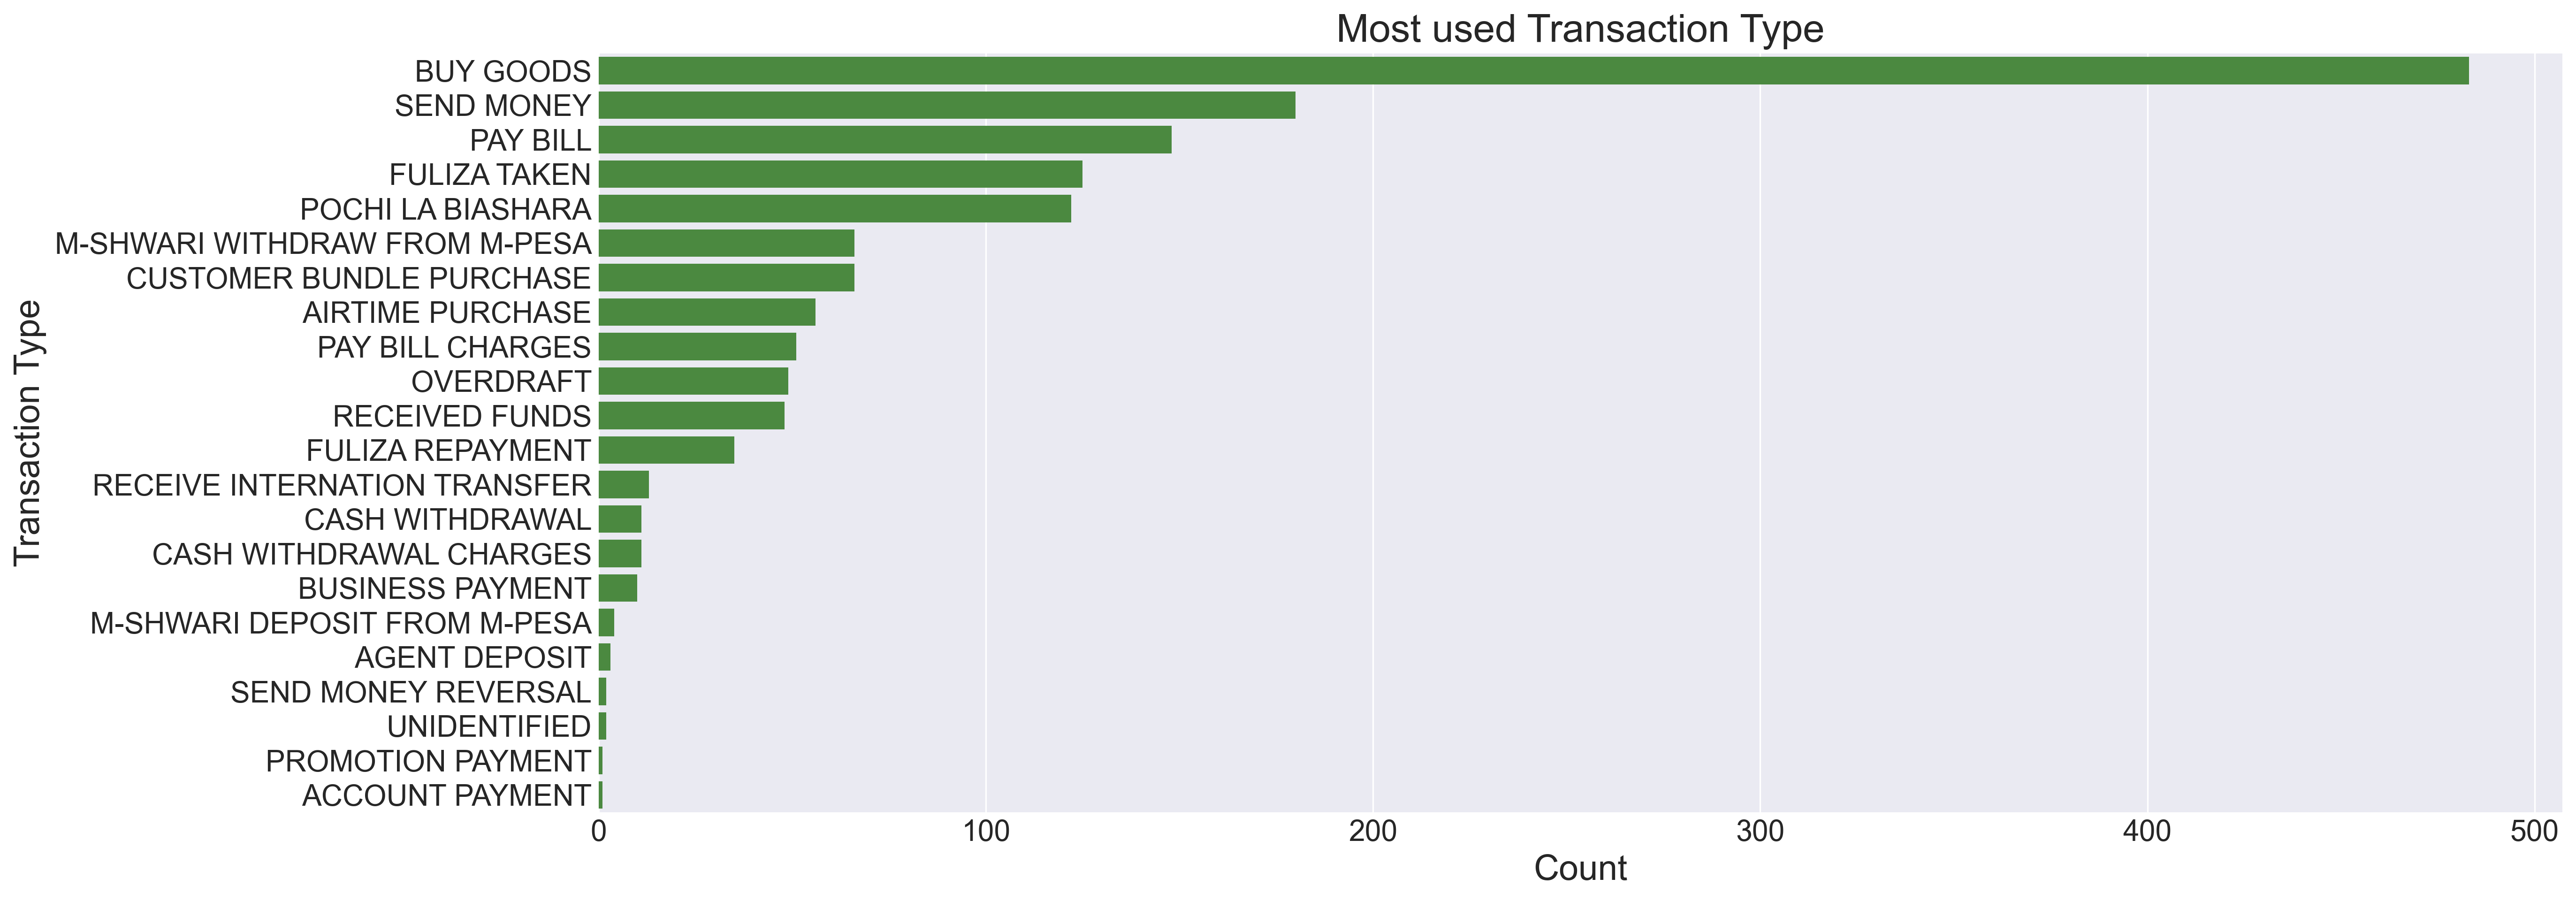 Most used Transaction Type
Transaction Type
BUY GOODS
SEND MONEY
PAY BILL
FULIZA TAKEN
POCHI LA BIASHARA
M-SHWARI WITHDRAW FROM M-PESA
CUSTOMER BUNDLE PURCHASE
AIRTIME PURCHASE
PAY BILL CHARGES
OVERDRAFT
RECEIVED FUNDS
FULIZA REPAYMENT
RECEIVE INTERNATION TRANSFER
CASH WITHDRAWAL
CASH WITHDRAWAL CHARGES
BUSINESS PAYMENT
M-SHWARI DEPOSIT FROM M-PESA
AGENT DEPOSIT
SEND MONEY REVERSAL
UNIDENTIFIED
PROMOTION PAYMENT
ACCOUNT PAYMENT
0 100 200 300 400 500
Count